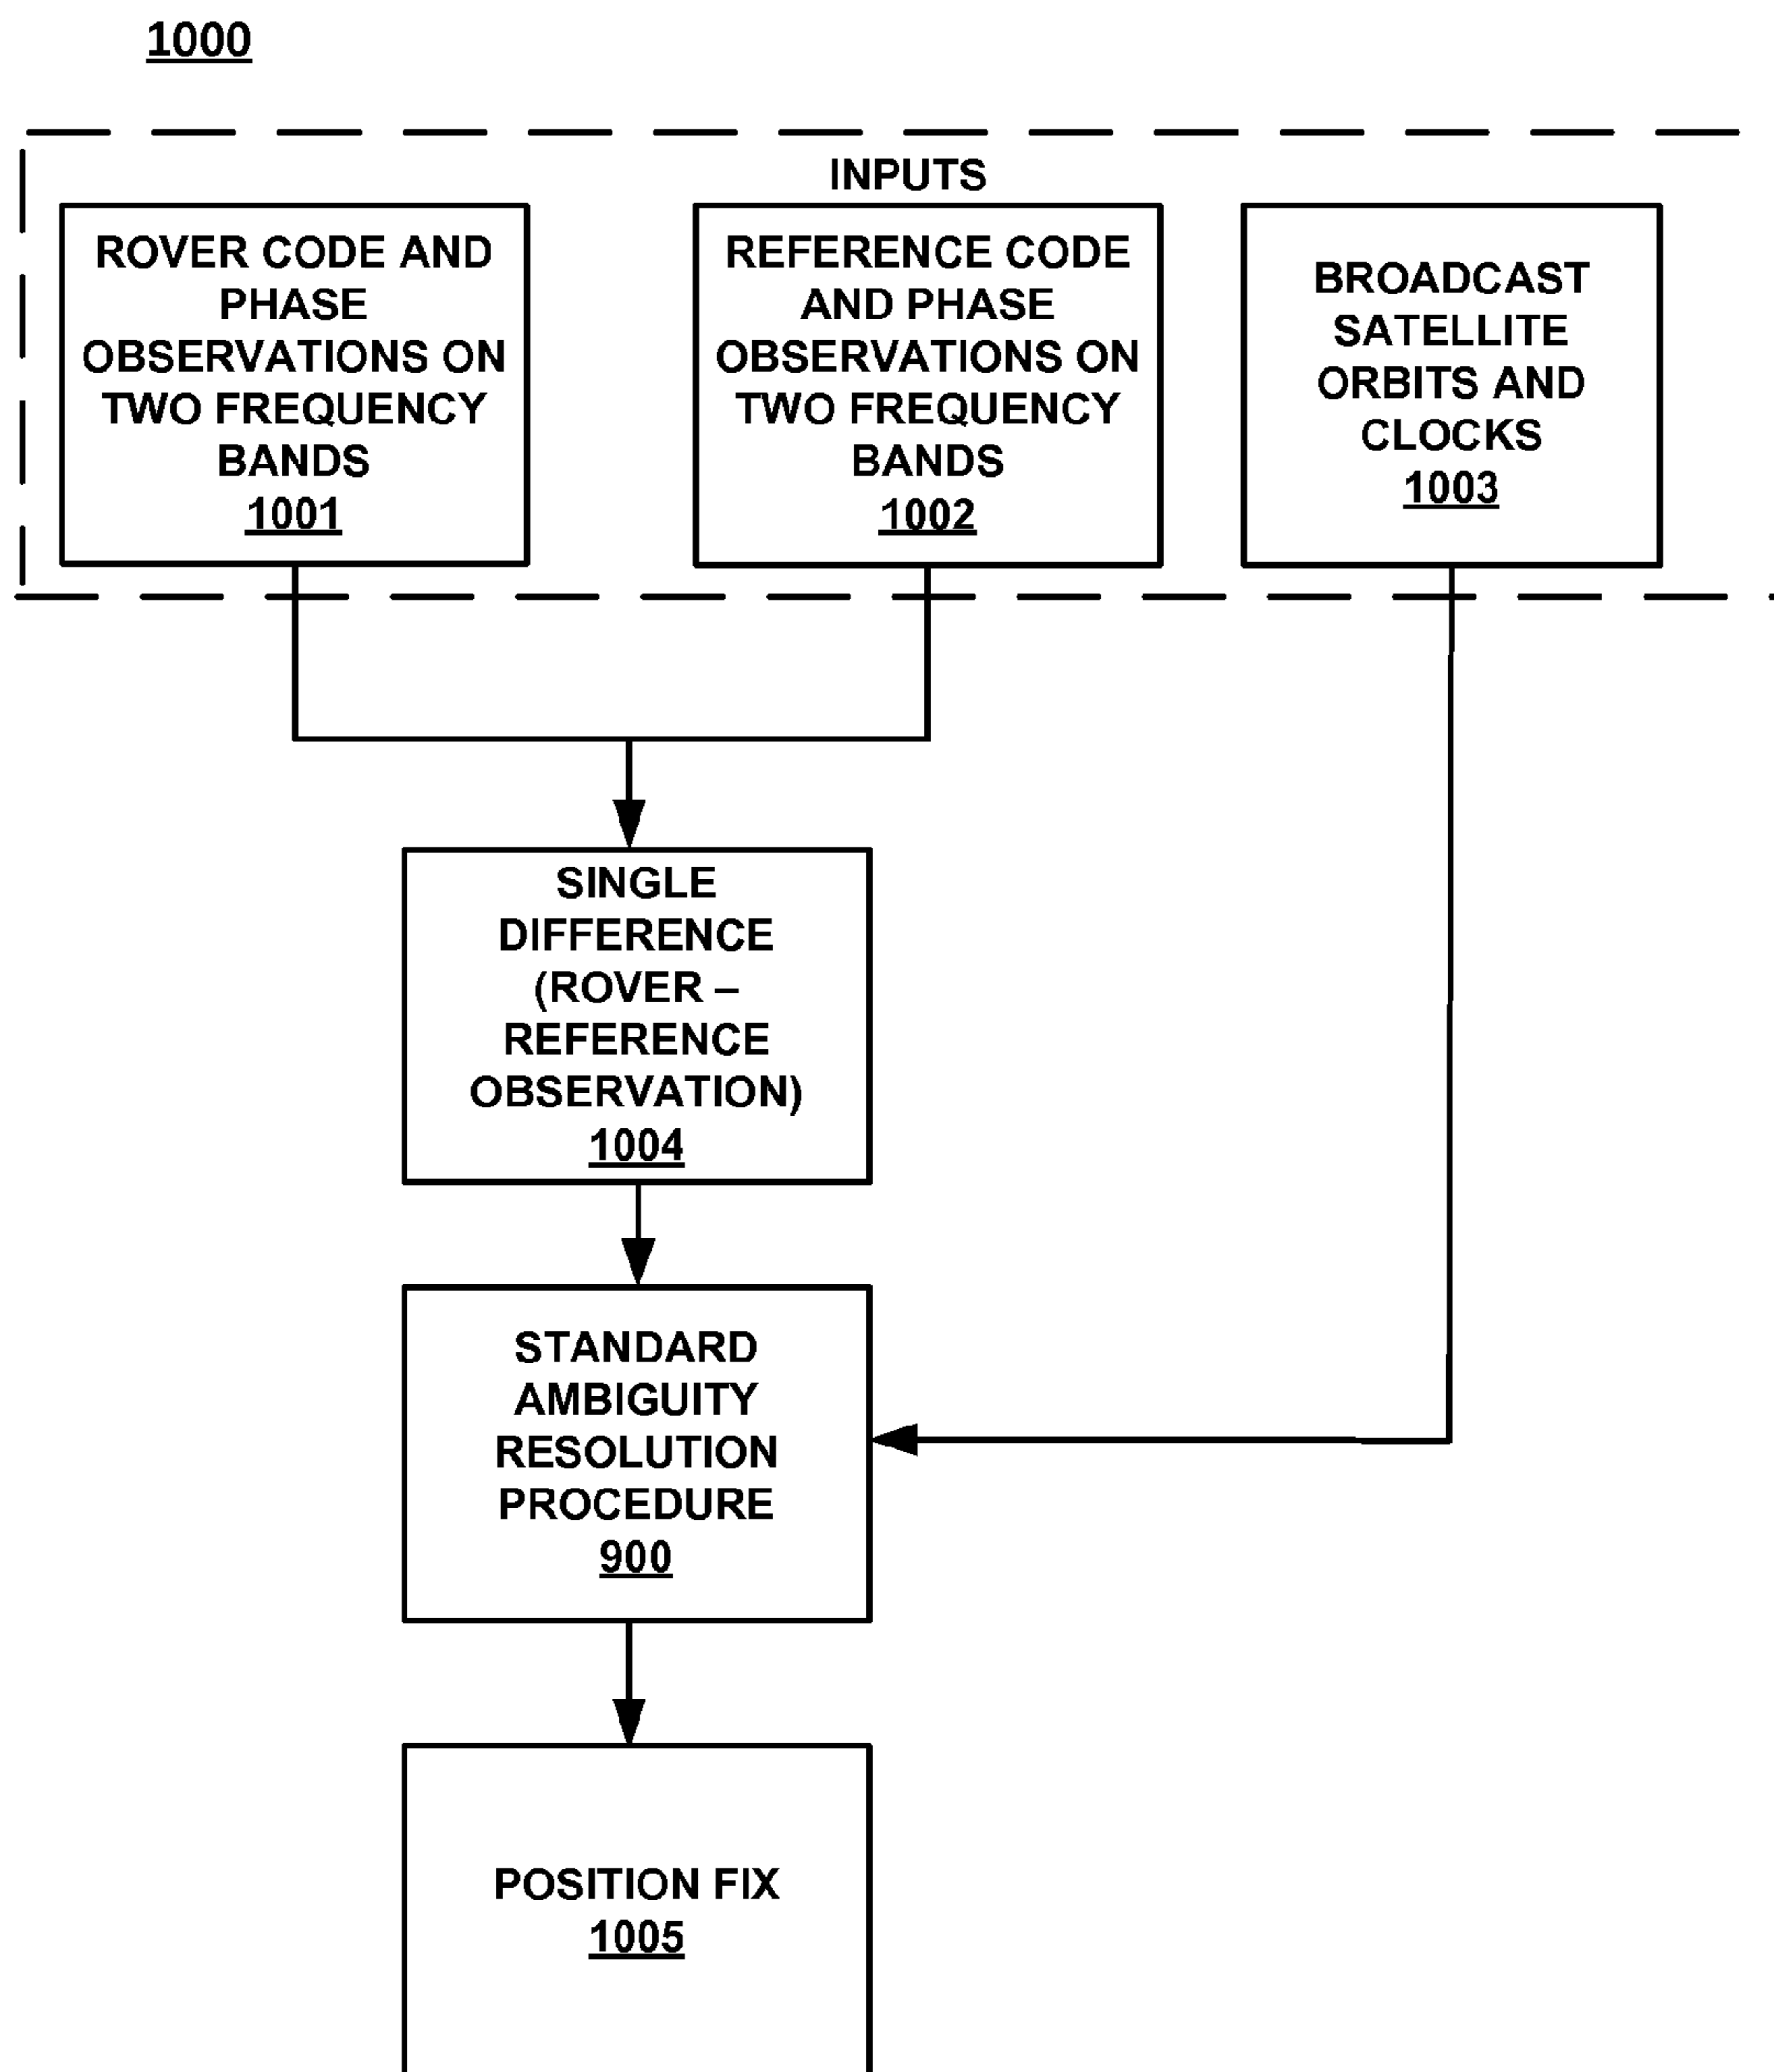 1000
INPUTS
ROVER CODE AND
PHASE
OBSERVATIONS ON
TWO FREQUENCY
BANDS
1001
REFERENCE CODE
AND PHASE
OBSERVATIONS ON
TWO FREQUENCY
BANDS
1002
BROADCAST
SATELLITE
ORBITS AND
CLOCKS
1003
SINGLE
DIFFERENCE
(ROVER –
REFERENCE
OBSERVATION)
1004
STANDARD
AMBIGUITY
RESOLUTION
PROCEDURE
900
POSITION FIX
1005